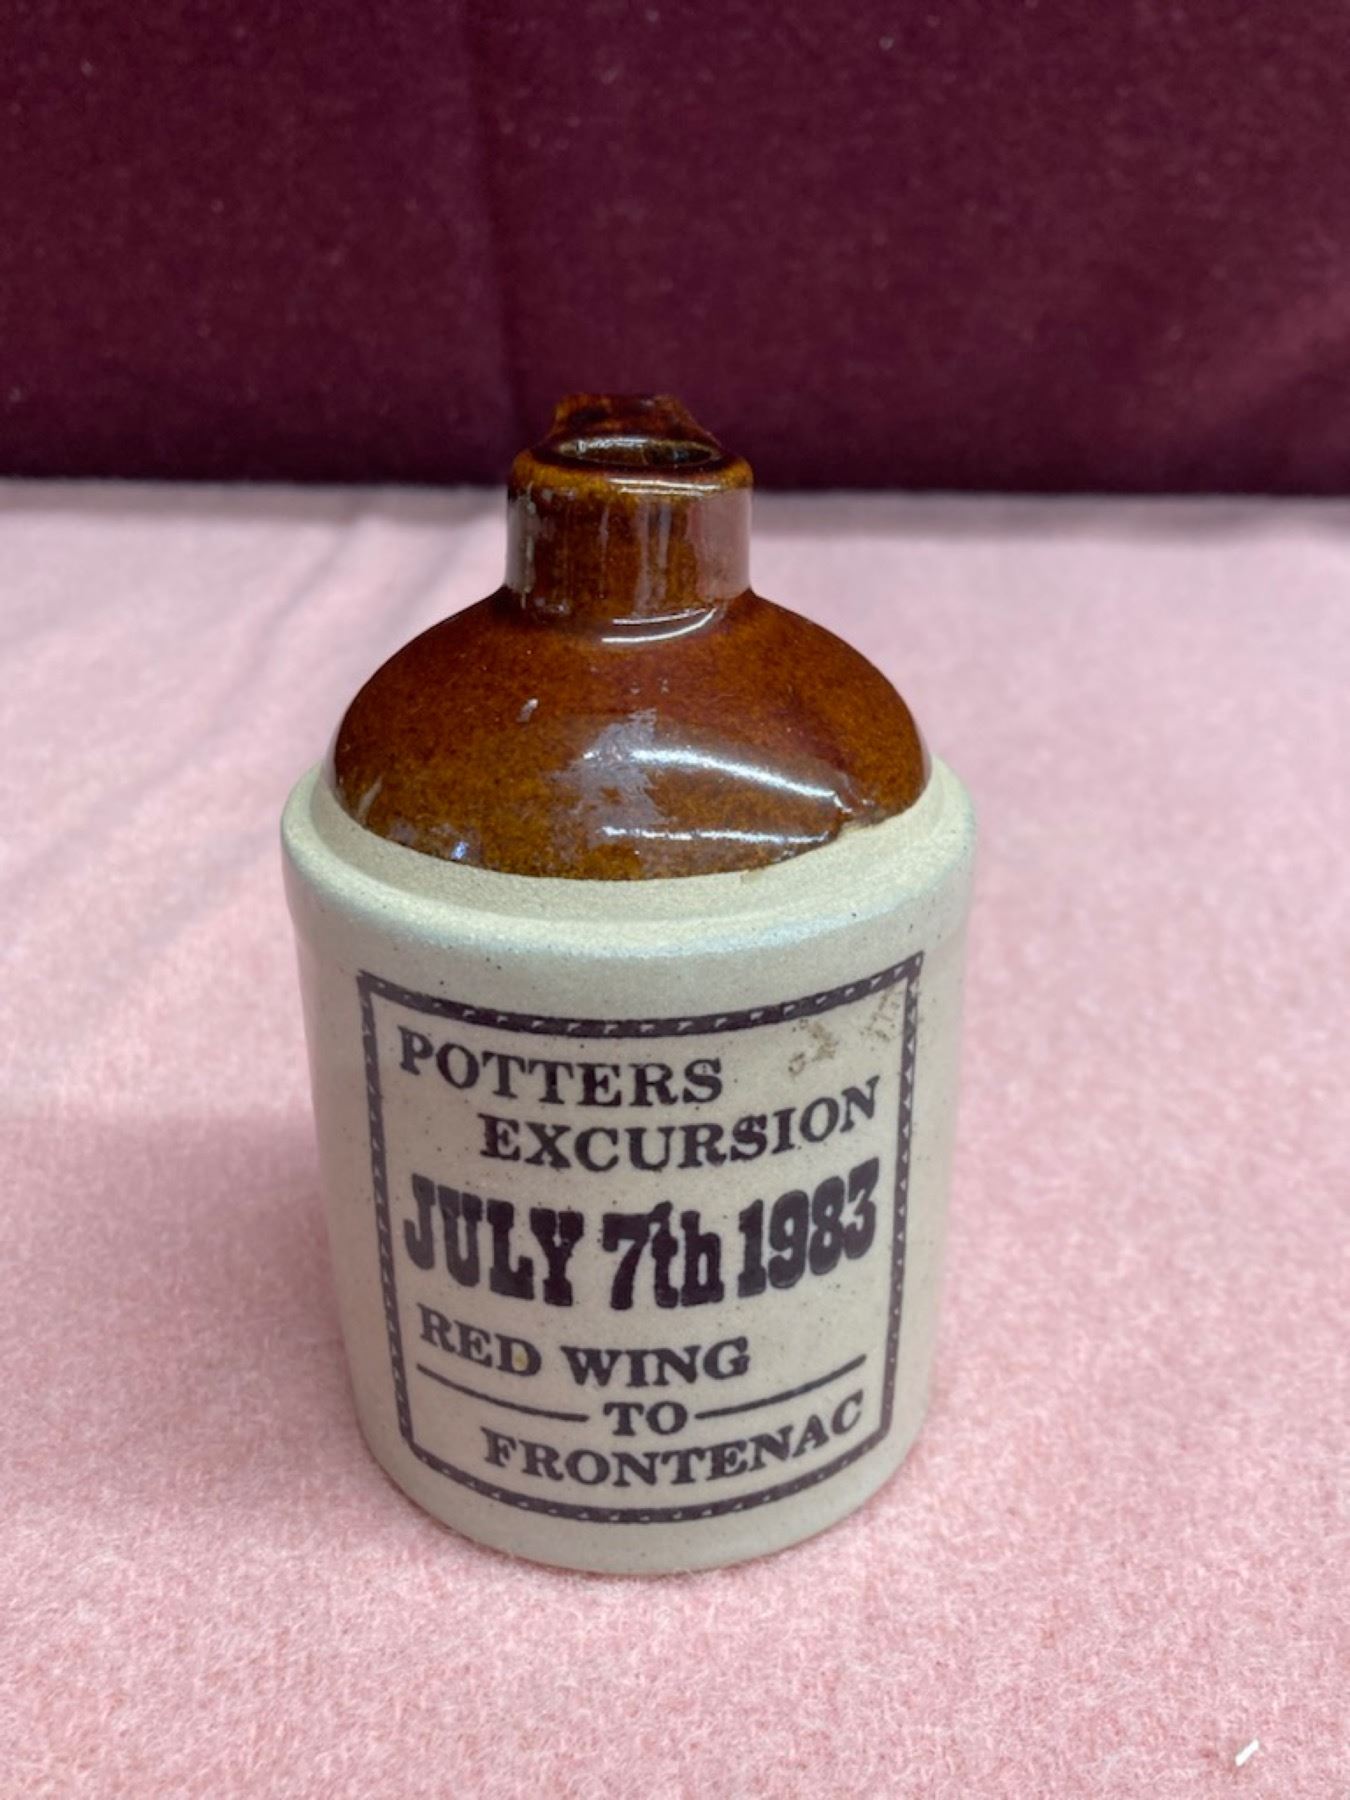 POTTERS
EXCURSION
JULY 7th 1983
RED WING
TO
FRONTENAC